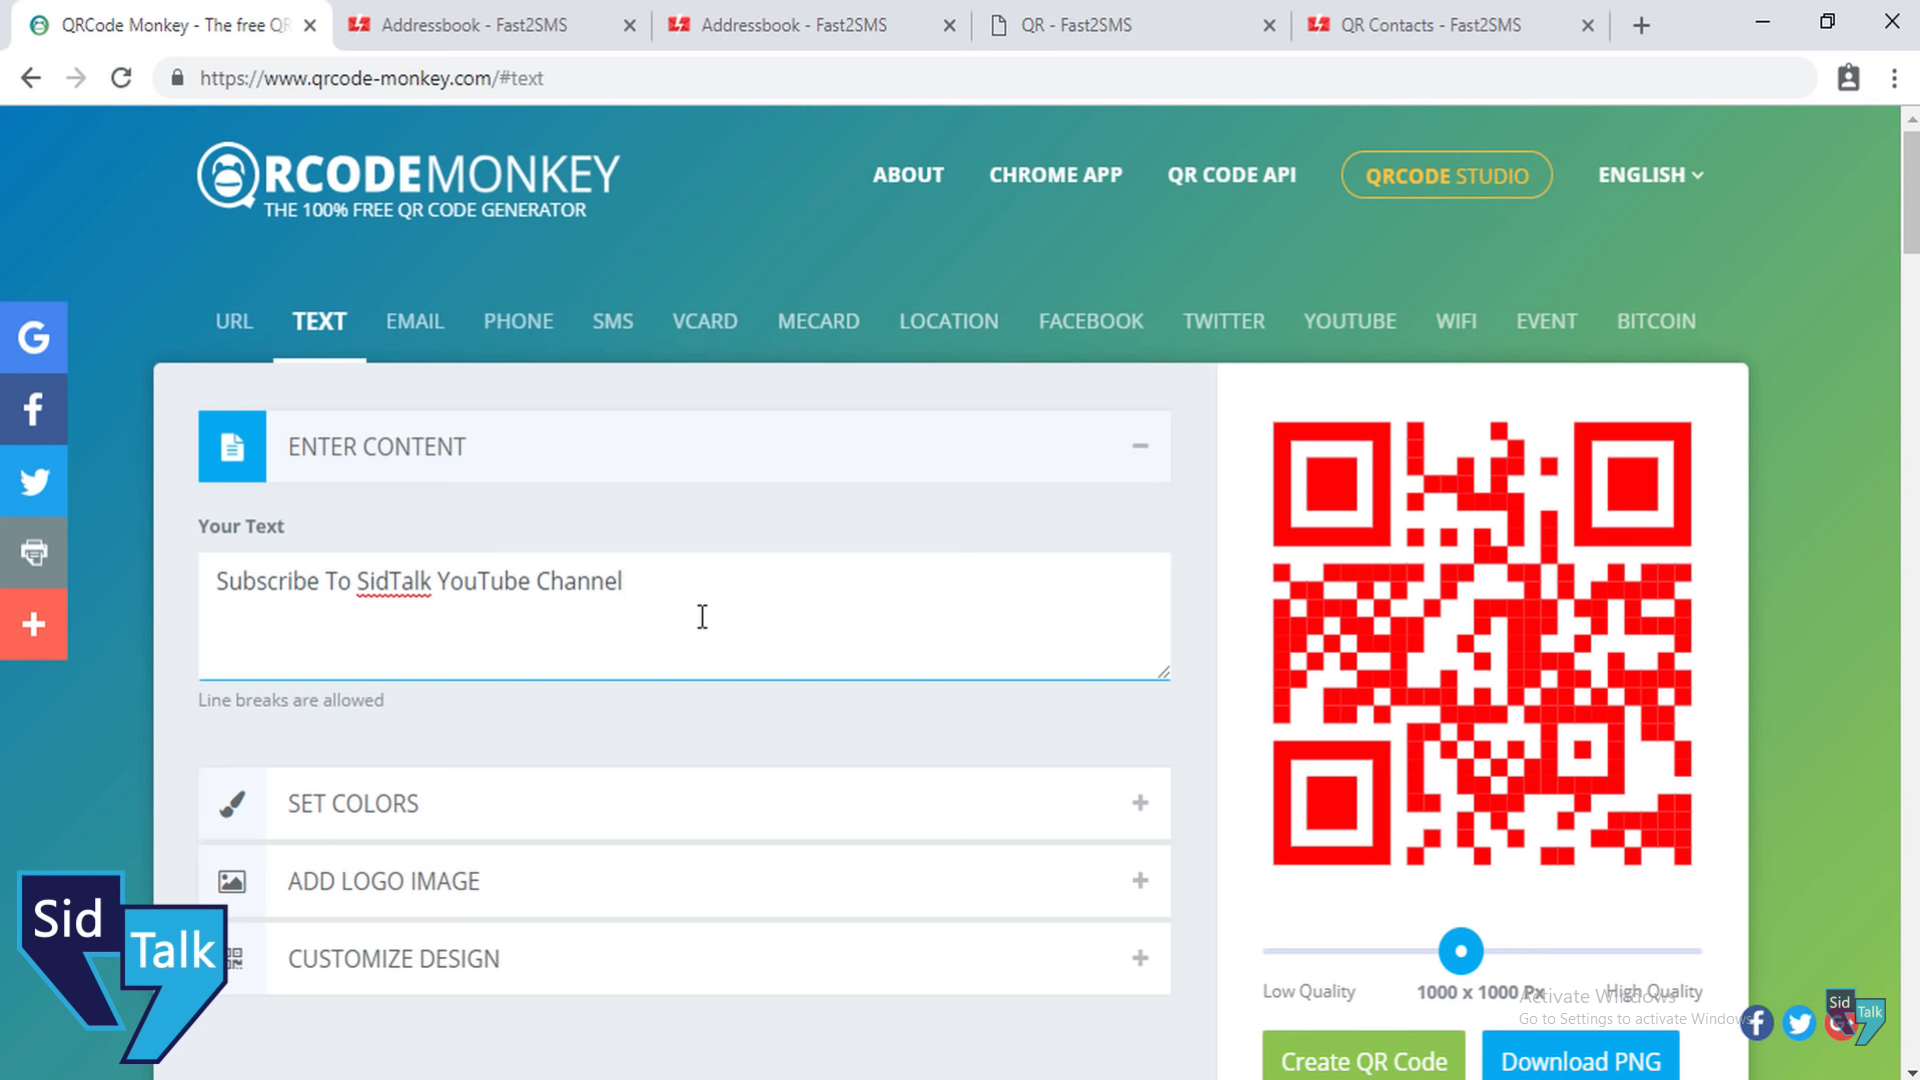 QRCode Monkey - The free QR
Addressbook - Fast2SMS
Addressbook - Fast2SMS
QR - Fast2SMS
QR Contacts - Fast2SMS
https://www.qrcode-monkey.com/#text
QRCODEMONKEY
THE 100% FREE QR CODE GENERATOR
ABOUT
CHROME APP
QR CODE API
QRCODE STUDIO
ENGLISH
URL
TEXT
EMAIL
PHONE
SMS
VCARD
MECARD
LOCATION
FACEBOOK
TWITTER
YOUTUBE
WIFI
EVENT
BITCOIN
ENTER CONTENT
Your Text
Subscribe To SidTalk YouTube Channel
Line breaks are allowed
SET COLORS
ADD LOGO IMAGE
CUSTOMIZE DESIGN
Low Quality
1000 x 1000 Px
High Quality
Activate Windows
Go to Settings to activate Windows
Create QR Code
Download PNG
Sid
Talk
Sid
Talk